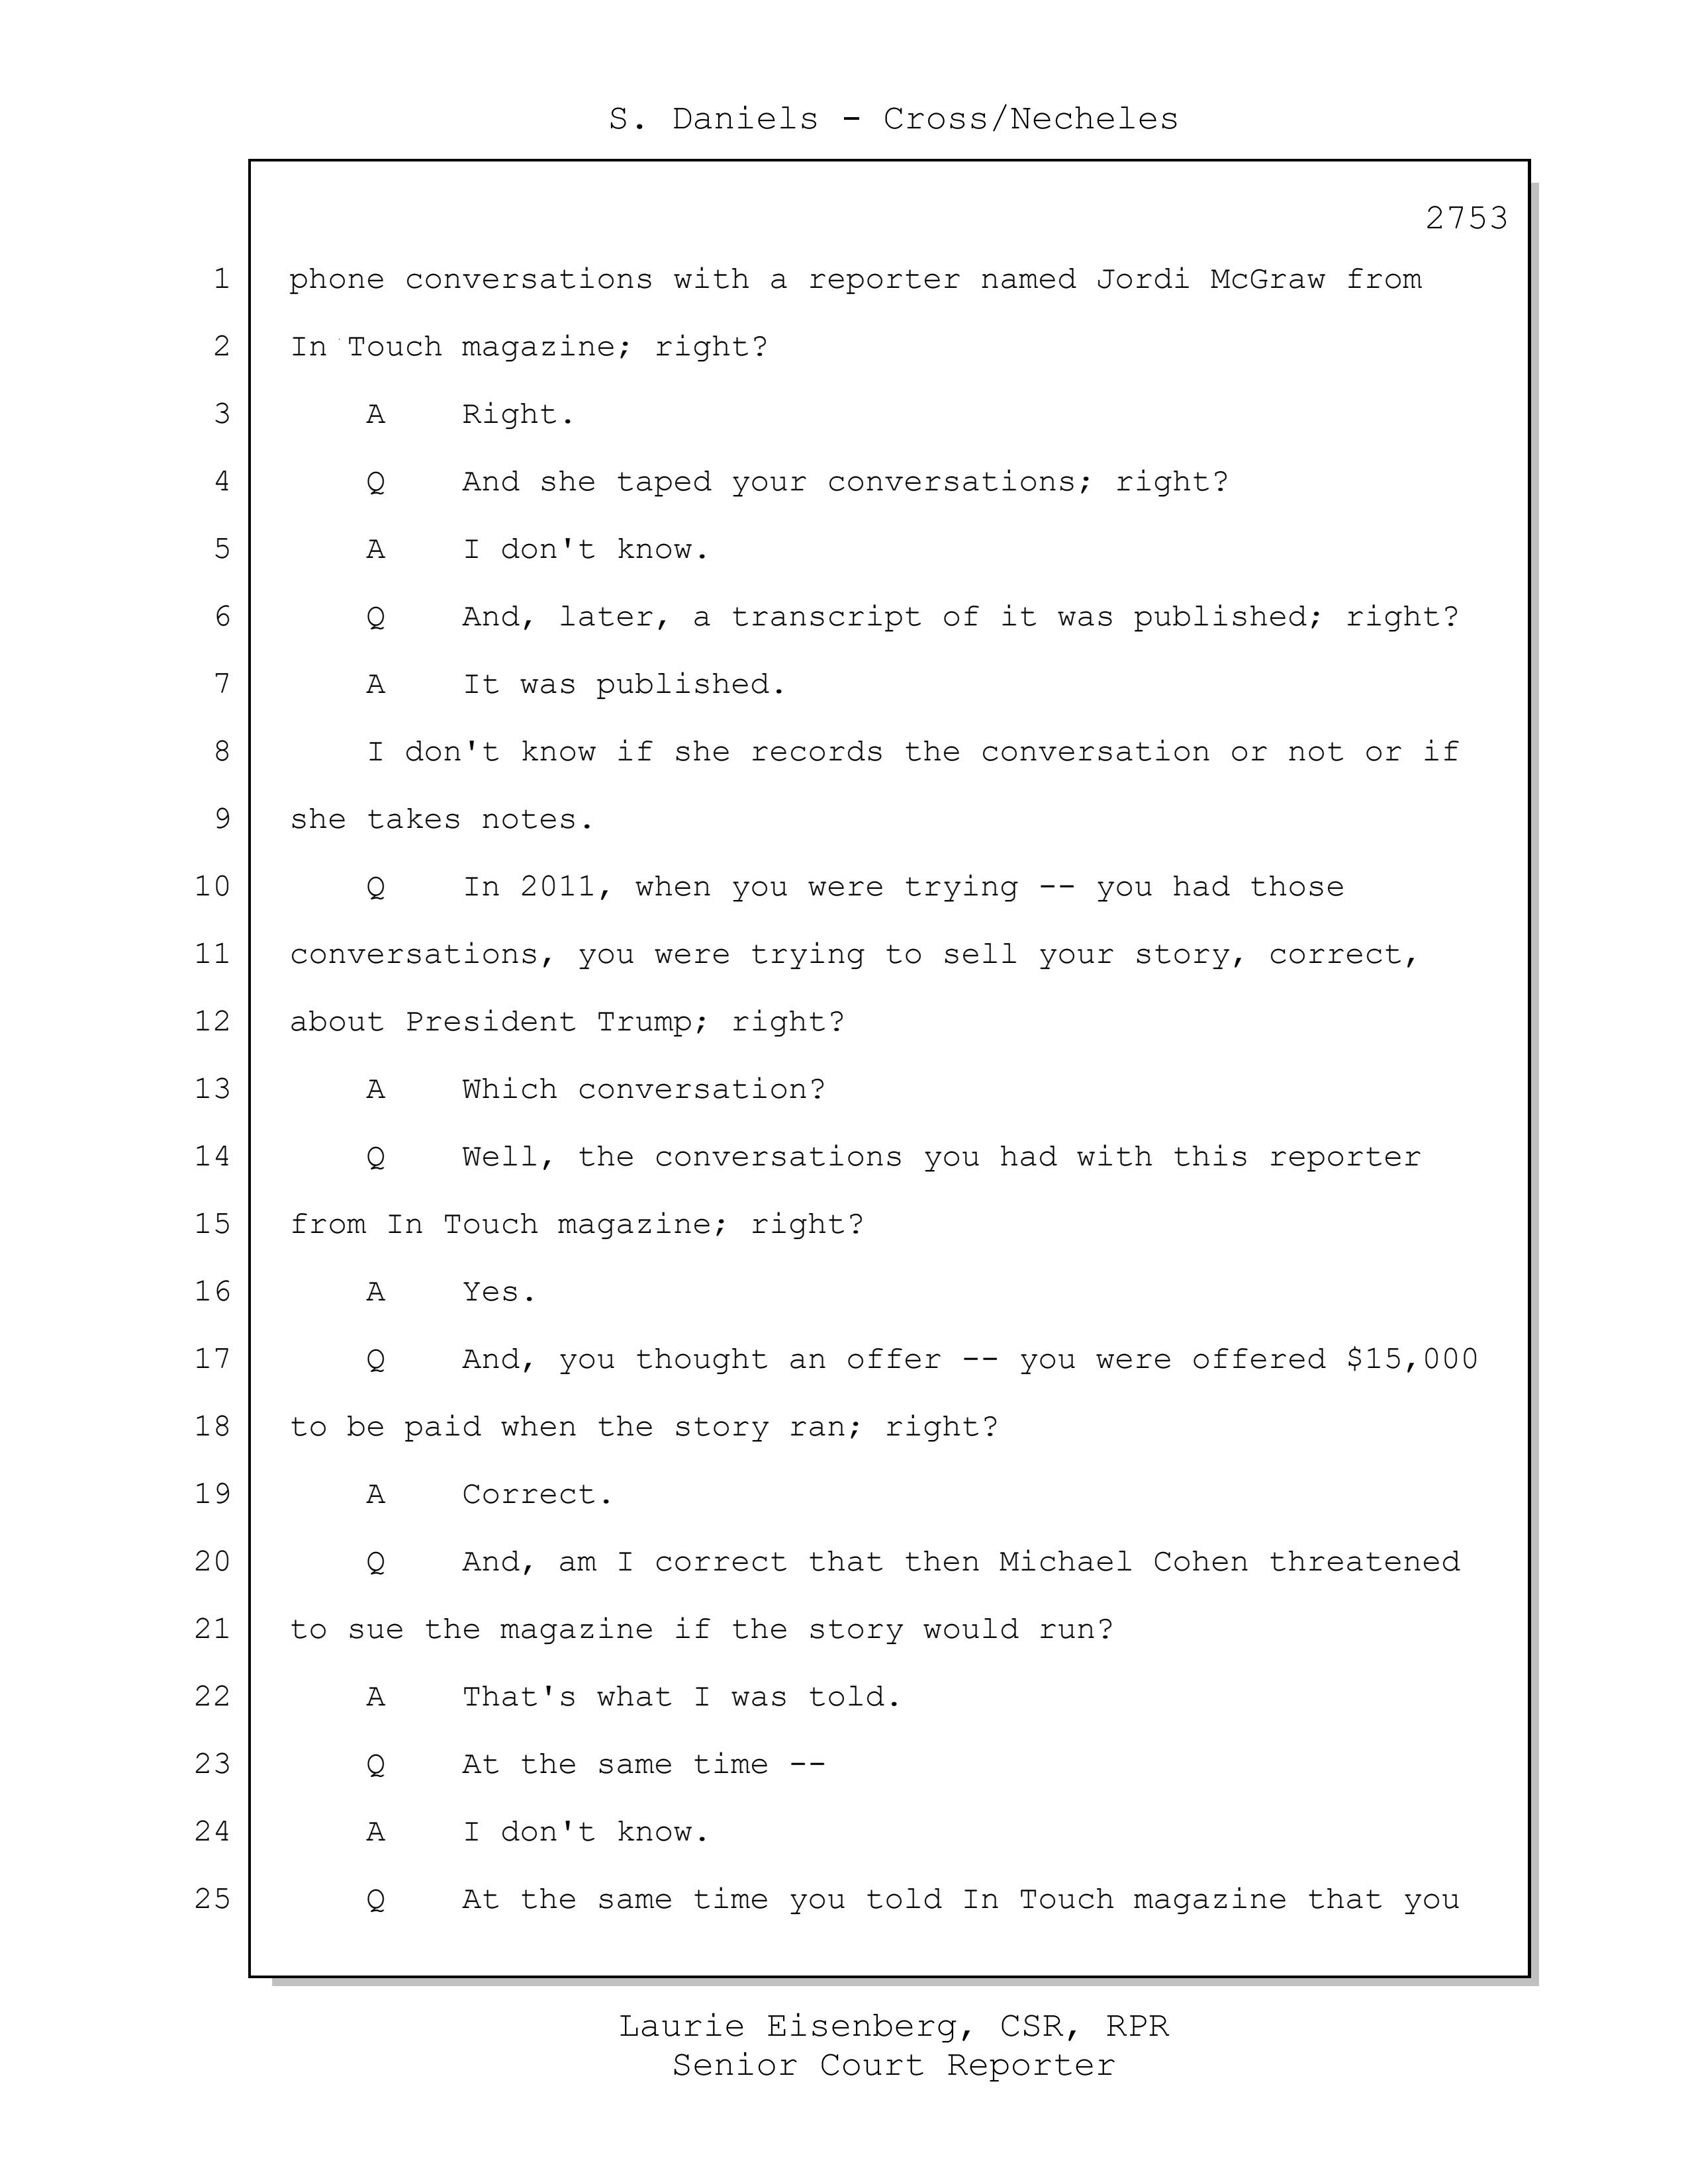 S. Daniels - Cross/Necheles
2753
1 phone conversations with a reporter named Jordi McGraw from
2 In Touch magazine; right?
3 A Right.
4 Q And she taped your conversations; right?
5 A I don't know.
6 Q And, later, a transcript of it was published; right?
7 A It was published.
8 I don't know if she records the conversation or not or if
9 she takes notes.
10 Q In 2011, when you were trying -- you had those
11 conversations, you were trying to sell your story, correct,
12 about President Trump; right?
13 A Which conversation?
14 Q Well, the conversations you had with this reporter
15 from In Touch magazine; right?
16 A Yes.
17 Q And, you thought an offer -- you were offered $15,000
18 to be paid when the story ran; right?
19 A Correct.
20 Q And, am I correct that then Michael Cohen threatened
21 to sue the magazine if the story would run?
22 A That's what I was told.
23 Q At the same time --
24 A I don't know.
25 Q At the same time you told In Touch magazine that you
Laurie Eisenberg, CSR, RPR
Senior Court Reporter